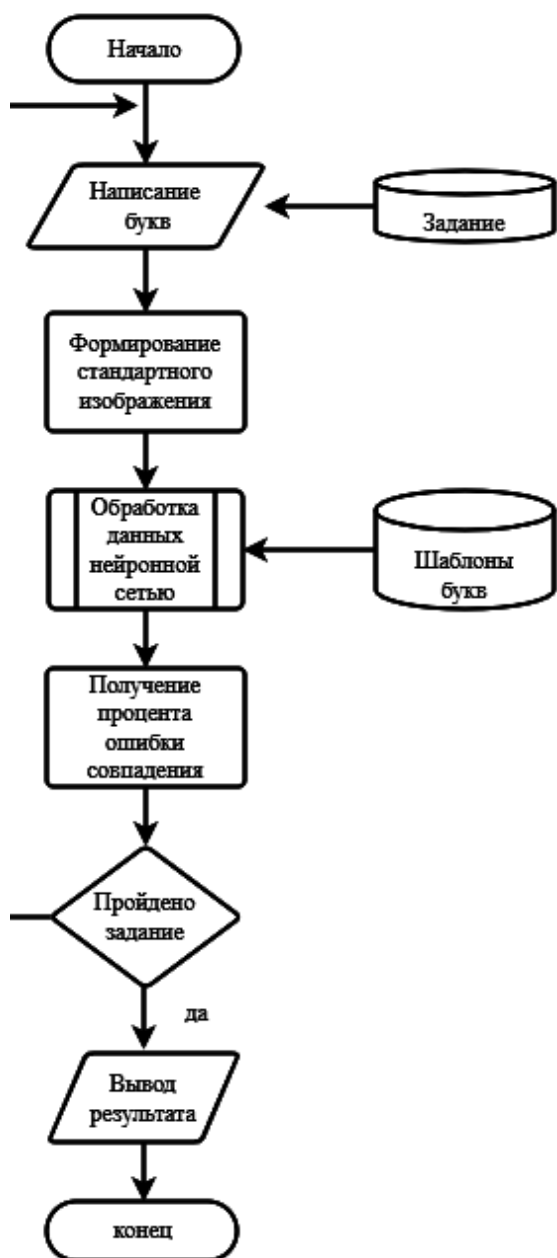 Начало
Написание
букв
Задание
Формирование
стандартного
изображения
Обработка
данных
нейронной
сетью
Шаблоны
букв
Получение
процента
ошибки
совпадения
Пройдено
задание
да
Вывод
результата
конец